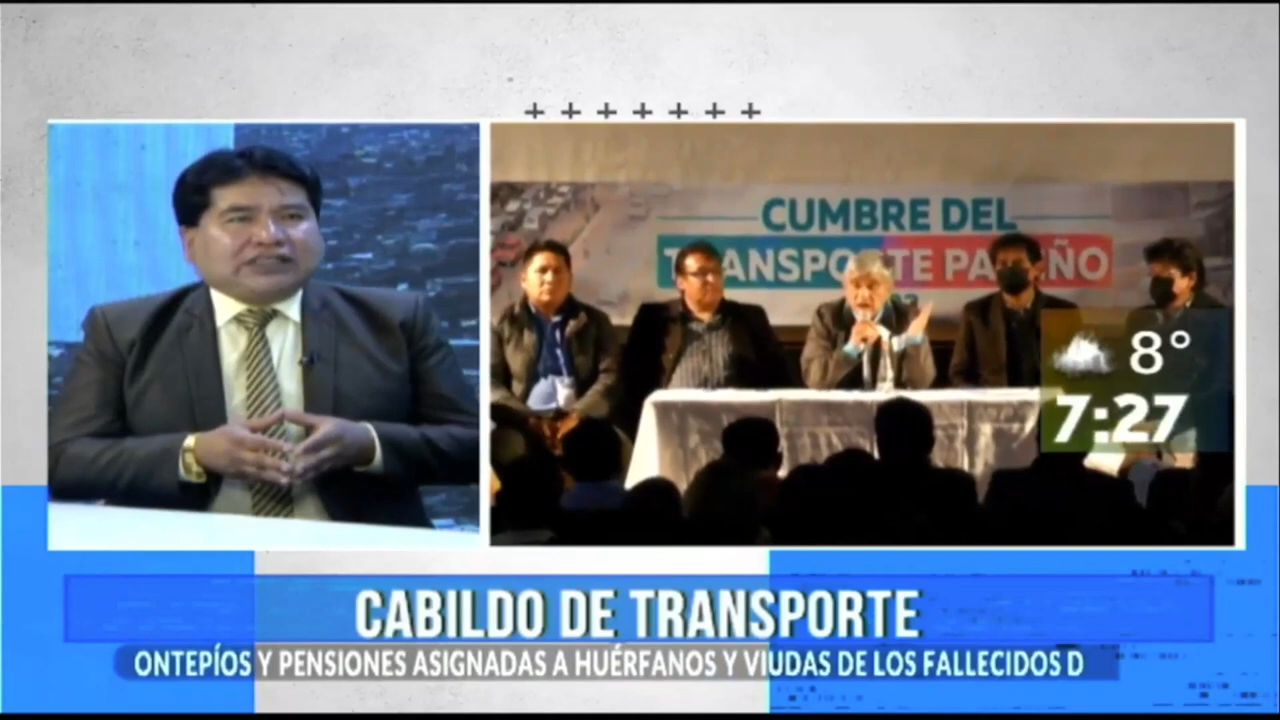 CUMBRE DEL
TRANSPORTE PACEÑO
8°
7:27
CABILDO DE TRANSPORTE
ONTEPÍOS Y PENSIONES ASIGNADAS A HUÉRFANOS Y VIUDAS DE LOS FALLECIDOS D